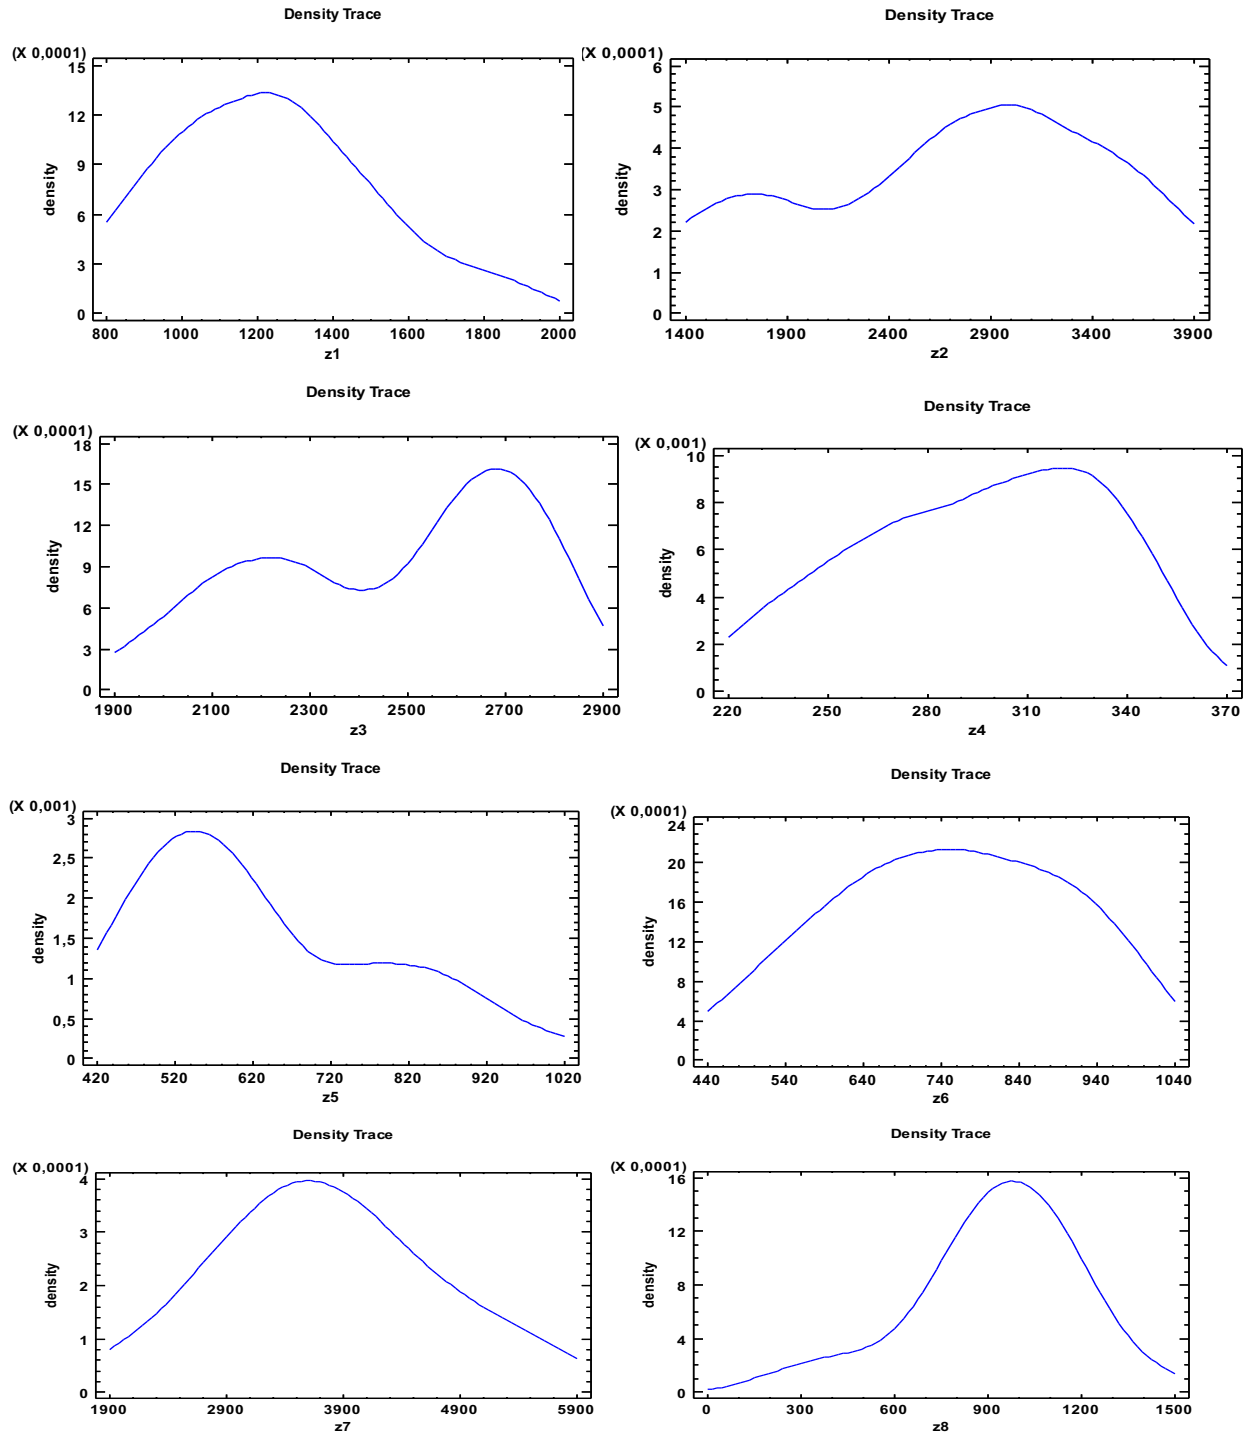 Density Trace
(X 0,0001)
15
12
9
6
3
0
density
800 1000 1200 1400 1600 1800 2000
z1
Density Trace
(X 0,0001)
6
5
4
3
2
1
0
density
1400 1900 2400 2900 3400 3900
z2
Density Trace
(X 0,0001)
18
15
12
9
6
3
0
density
1900 2100 2300 2500 2700 2900
z3
Density Trace
(X 0,001)
10
8
6
4
2
0
density
220 250 280 310 340 370
z4
Density Trace
(X 0,001)
3
2,5
2
1,5
1
0,5
0
density
420 520 620 720 820 920 1020
z5
Density Trace
(X 0,0001)
24
20
16
12
8
4
0
density
440 540 640 740 840 940 1040
z6
Density Trace
(X 0,0001)
4
3
2
1
0
density
1900 2900 3900 4900 5900
z7
Density Trace
(X 0,0001)
16
12
8
4
0
density
0 300 600 900 1200 1500
z8